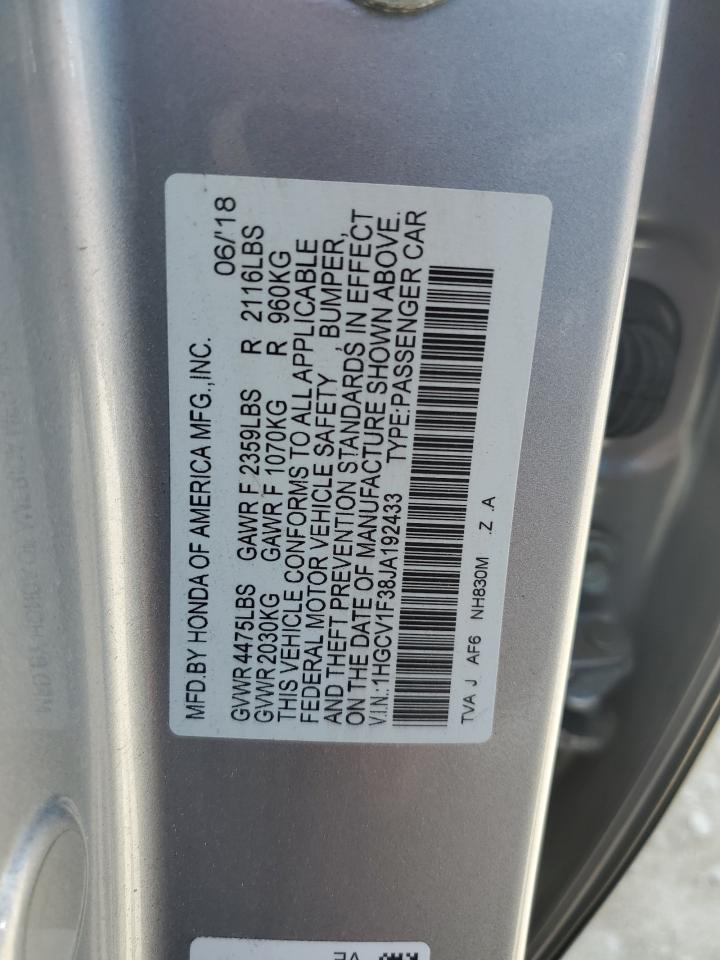 MFD.BY HONDA OF AMERICA MFG.,INC. 06/'18
GVWR 4475LBS GAWR F 2359LBS R 2116LBS
GVWR 2030KG GAWR F 1070KG R 960KG
THIS VEHICLE CONFORMS TO ALL APPLICABLE
FEDERAL MOTOR VEHICLE SAFETY , BUMPER,
AND THEFT PREVENTION STANDARDS IN EFFECT
ON THE DATE OF MANUFACTURE SHOWN ABOVE.
V.I.N.:1HGCV1F38JA192433 TYPE:PASSENGER CAR
TVA J AF6 NH830M .Z .A